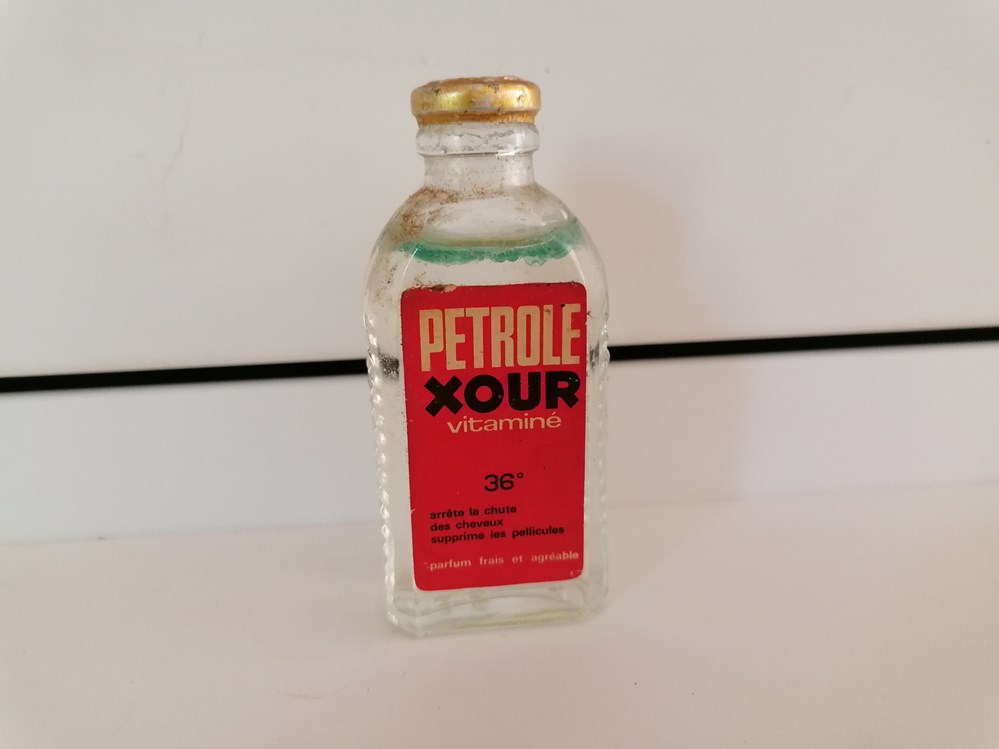 PETROLE
XOUR
vitaminé
36°
arrête la chute
des cheveux
supprime les pellicules
parfum frais et agréable